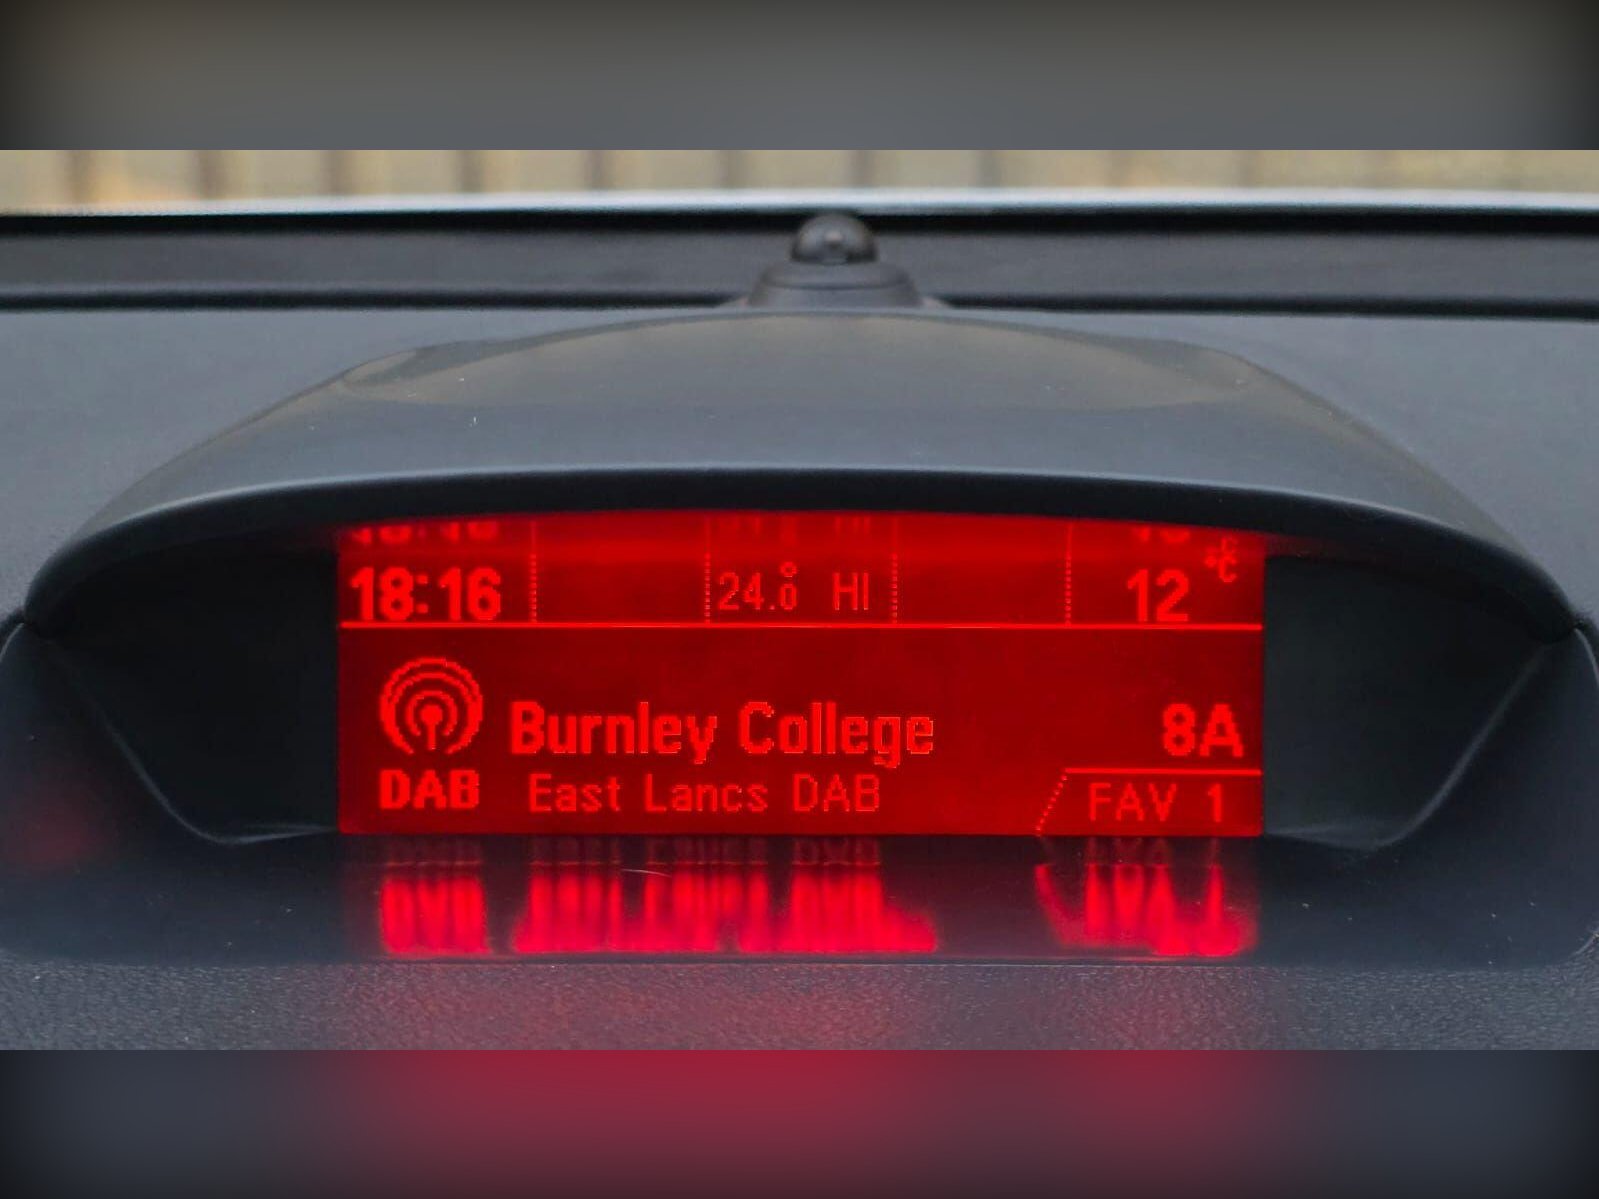 18:16 24.0° HI 12 °C
Burnley College 8A
DAB East Lancs DAB FAV 1